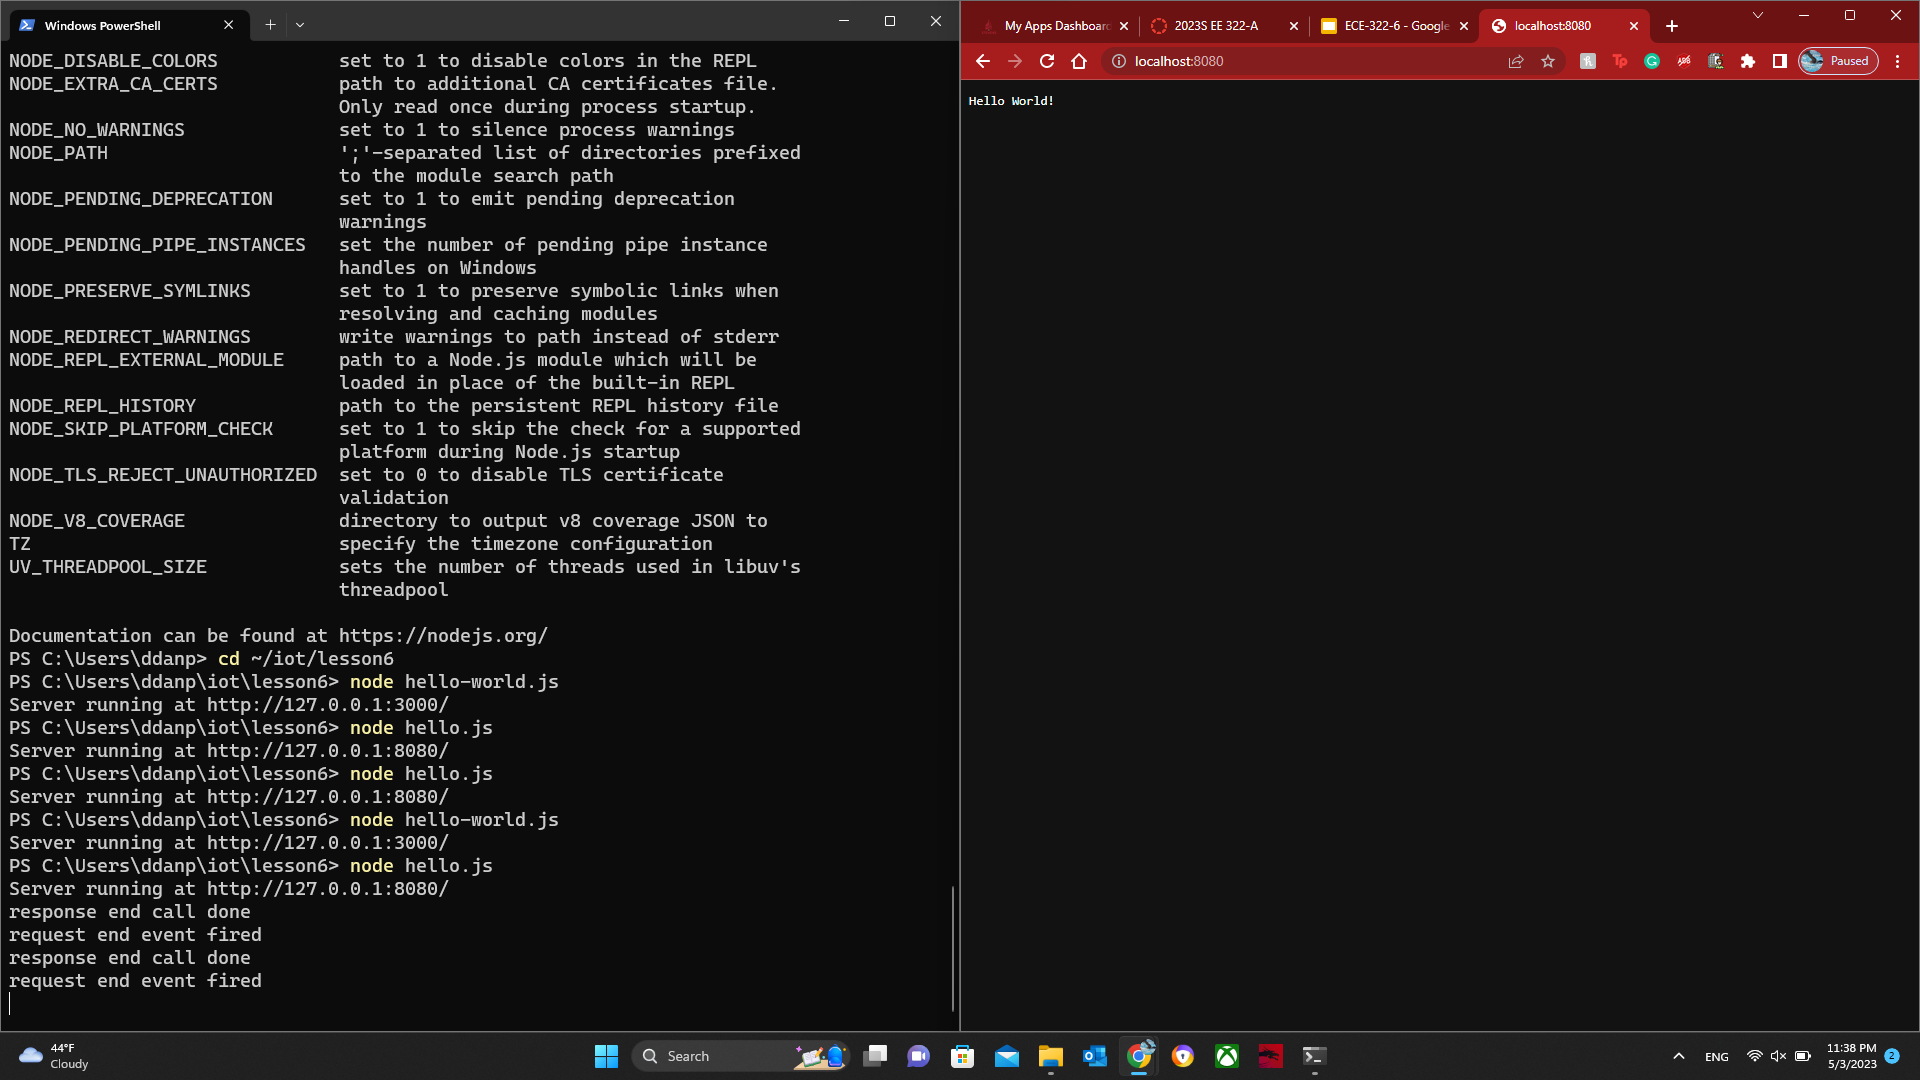 Windows PowerShell
NODE_DISABLE_COLORS set to 1 to disable colors in the REPL
NODE_EXTRA_CA_CERTS path to additional CA certificates file.
Only read once during process startup.
NODE_NO_WARNINGS set to 1 to silence process warnings
NODE_PATH ';'-separated list of directories prefixed
to the module search path
NODE_PENDING_DEPRECATION set to 1 to emit pending deprecation
warnings
NODE_PENDING_PIPE_INSTANCES set the number of pending pipe instance
handles on Windows
NODE_PRESERVE_SYMLINKS set to 1 to preserve symbolic links when
resolving and caching modules
NODE_REDIRECT_WARNINGS write warnings to path instead of stderr
NODE_REPL_EXTERNAL_MODULE path to a Node.js module which will be
loaded in place of the built-in REPL
NODE_REPL_HISTORY path to the persistent REPL history file
NODE_SKIP_PLATFORM_CHECK set to 1 to skip the check for a supported
platform during Node.js startup
NODE_TLS_REJECT_UNAUTHORIZED set to 0 to disable TLS certificate
validation
NODE_V8_COVERAGE directory to output v8 coverage JSON to
TZ specify the timezone configuration
UV_THREADPOOL_SIZE sets the number of threads used in libuv's
threadpool
Documentation can be found at https://nodejs.org/
PS C:\Users\ddanp> cd ~/iot/lesson6
PS C:\Users\ddanp\iot\lesson6> node hello-world.js
Server running at http://127.0.0.1:3000/
PS C:\Users\ddanp\iot\lesson6> node hello.js
Server running at http://127.0.0.1:8080/
PS C:\Users\ddanp\iot\lesson6> node hello.js
Server running at http://127.0.0.1:8080/
PS C:\Users\ddanp\iot\lesson6> node hello-world.js
Server running at http://127.0.0.1:3000/
PS C:\Users\ddanp\iot\lesson6> node hello.js
Server running at http://127.0.0.1:8080/
response end call done
request end event fired
response end call done
request end event fired
My Apps Dashboard 2023S EE 322-A ECE-322-6 - Google localhost:8080
localhost:8080 Tp Paused
Hello World!
44°F
Cloudy
Search
ENG
11:38 PM
5/3/2023
2